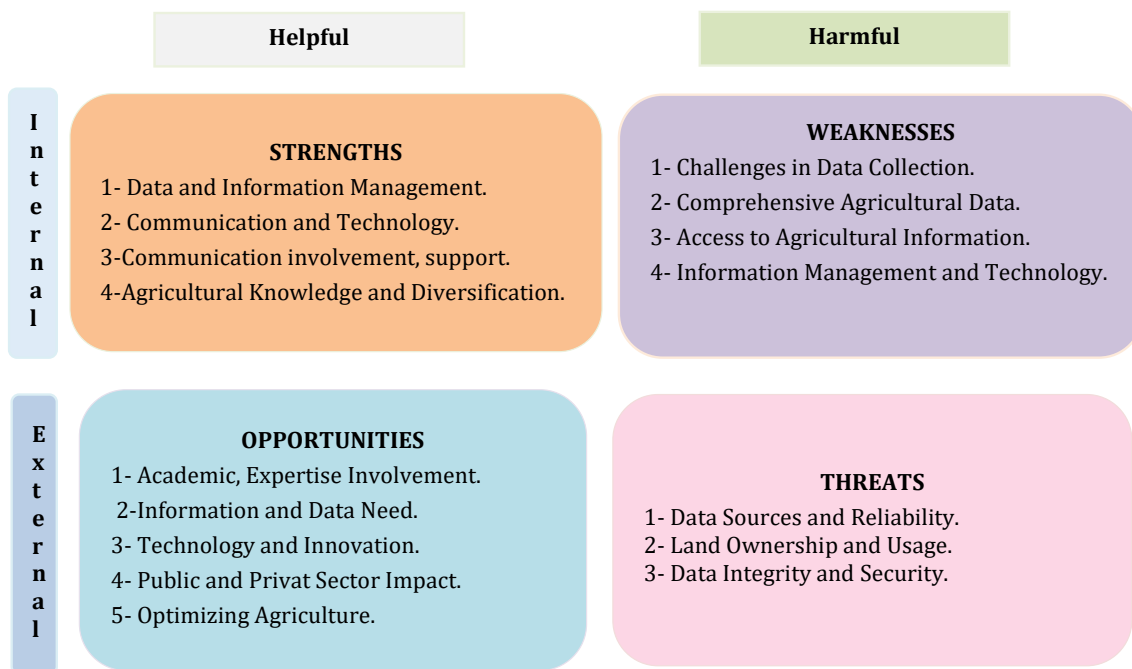 Helpful
Harmful
Internal
STRENGTHS
1- Data and Information Management.
2- Communication and Technology.
3-Communication involvement, support.
4-Agricultural Knowledge and Diversification.
WEAKNESSES
1- Challenges in Data Collection.
2- Comprehensive Agricultural Data.
3- Access to Agricultural Information.
4- Information Management and Technology.
External
OPPORTUNITIES
1- Academic, Expertise Involvement.
2-Information and Data Need.
3- Technology and Innovation.
4- Public and Privat Sector Impact.
5- Optimizing Agriculture.
THREATS
1- Data Sources and Reliability.
2- Land Ownership and Usage.
3- Data Integrity and Security.